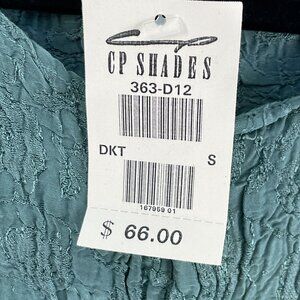 CP SHADES
363-D12
DKT S
167959 01
$ 66.00